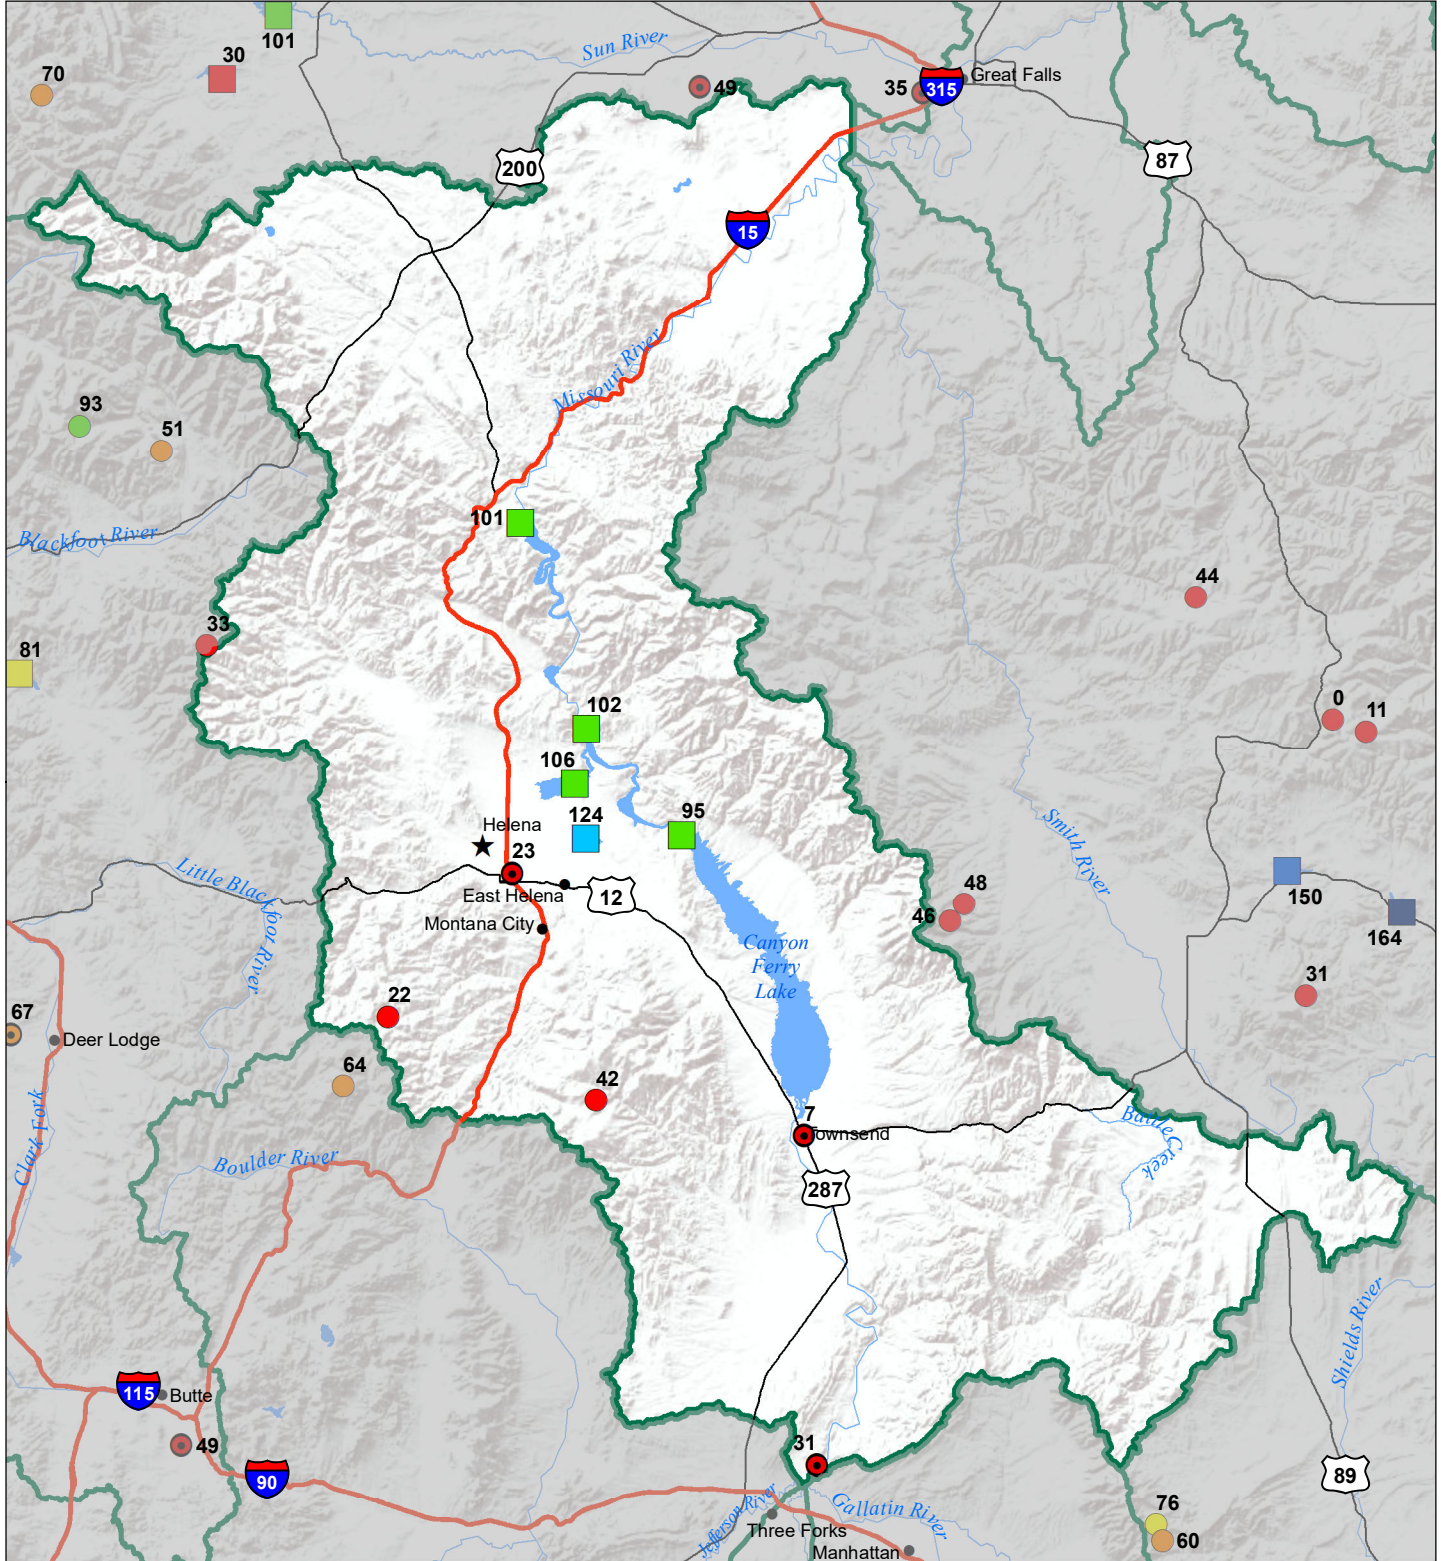 101
30
70
Sun River
49
35
315
Great Falls
200
87
15
Missouri River
93
51
Blackfoot River
101
44
33
81
0
11
102
106
124
95
Helena
23
Smith River
Little Blackfoot River
East Helena
12
150
48
46
164
Montana City
Canyon
Ferry
Lake
22
31
67
Deer Lodge
64
42
7
Townsend
Battle Creek
Clark Fork
Boulder River
287
Shields River
115
Butte
49
31
90
89
Jefferson River
Gallatin River
76
60
Three Forks
Manhattan